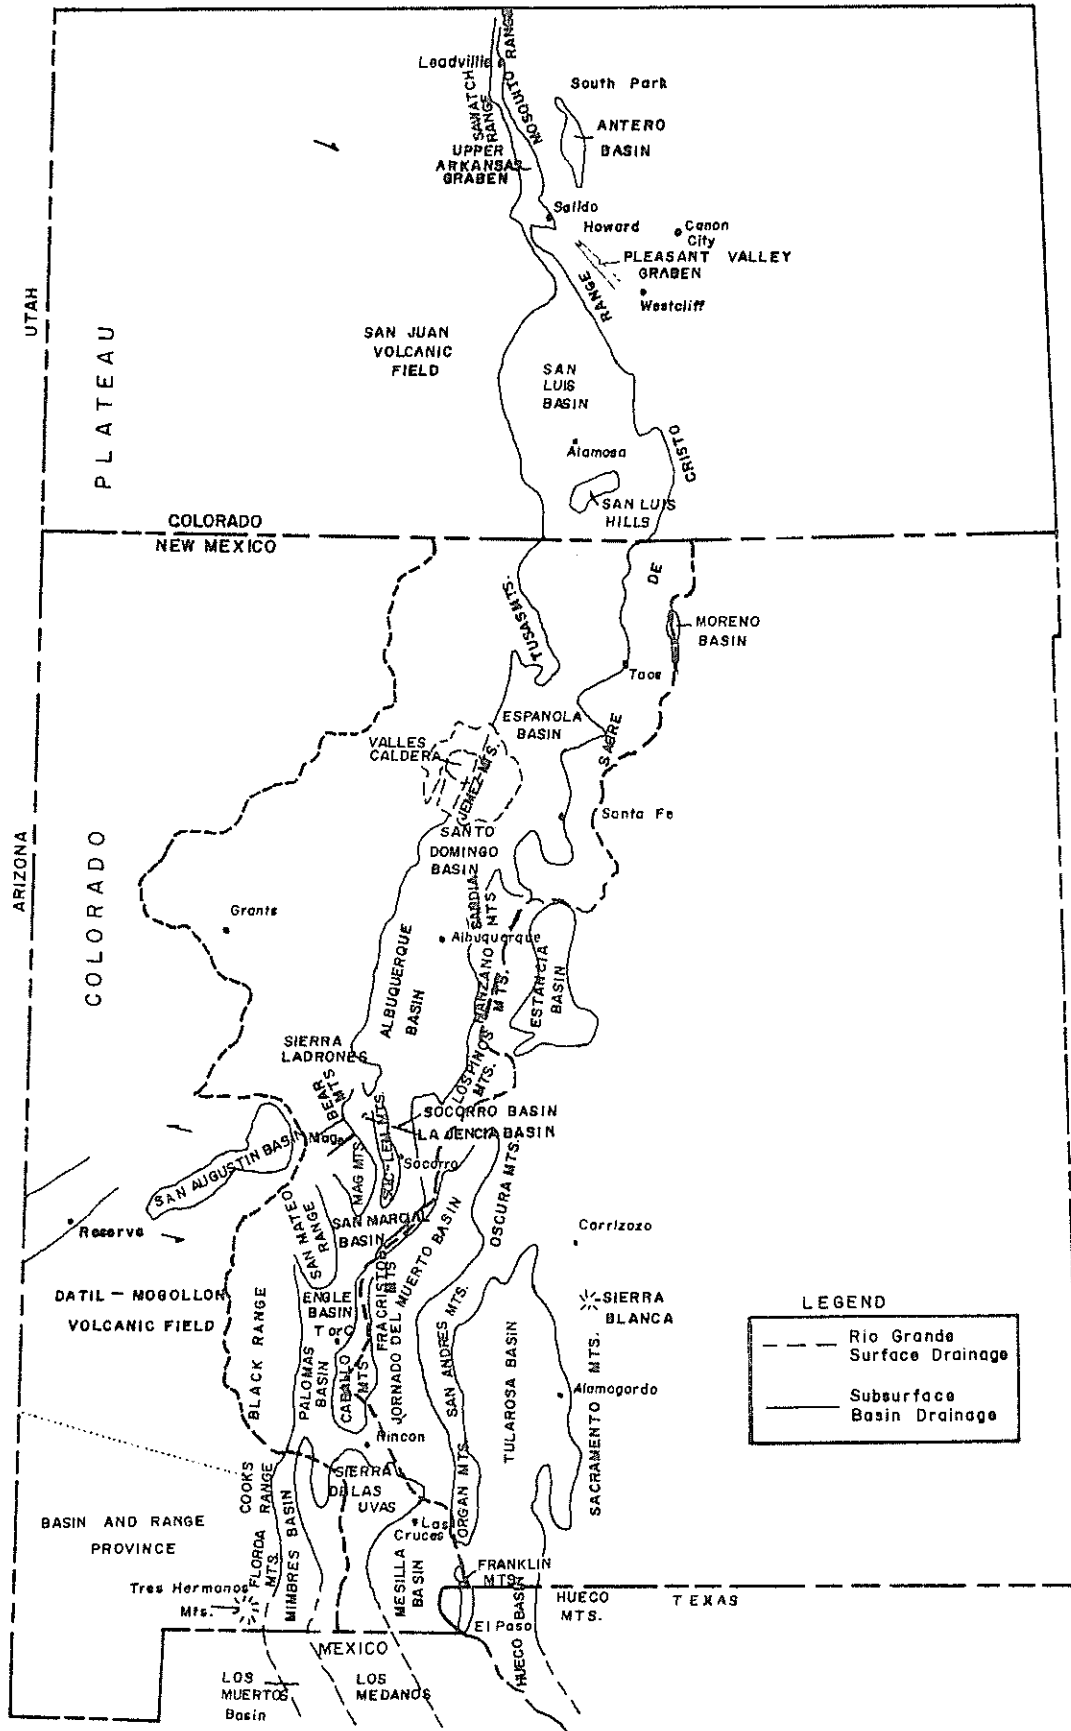 Leadville
SAWATCH
RANGE
MOSQUITO RANGE
South Park
ANTERO
BASIN
UPPER
ARKANSAS
GRABEN
Salida
Howard
Canon
City
PLEASANT VALLEY
GRABEN
Westcliff
RANGE
UTAH
PLATEAU
SAN JUAN
VOLCANIC
FIELD
SAN
LUIS
BASIN
Alamosa
CRISTO
SAN LUIS
HILLS
COLORADO
NEW MEXICO
TUSAS MTS.
DE
MORENO
BASIN
Taos
ESPANOLA
BASIN
SABRE
VALLES
CALDERA
JEMEZ MTS.
Santa Fe
SANTO
DOMINGO
BASIN
ARIZONA
COLORADO
Grants
SANDIA
MTS
Albuquerque
ALBUQUERQUE
BASIN
MANZANO
MTS.
ESTANCIA
BASIN
SIERRA
LADRONES
LOS PINOS
MTS.
BEAR
MTS
SOCORRO BASIN
LA JENCIA BASIN
Mag.
SAN AUGUSTIN BASIN
MAG MTS.
SOC-LEM MTS.
Socorro
OSCURA MTS.
Reserve
SAN MATEO
RANGE
SAN MARCIAL
BASIN
Carrizozo
DATIL - MOGOLLON
VOLCANIC FIELD
BLACK RANGE
ENGLE
BASIN
T or C
FRA CRISTOBAL
MTS
JORNADO DEL MUERTO BASIN
SAN ANDRES MTS.
TULAROSA BASIN
SIERRA
BLANCA
PALOMAS
BASIN
CABALLO
MTS
Alamogordo
SACRAMENTO MTS.
LEGEND
Rio Grande
Surface Drainage
Subsurface
Basin Drainage
Rincon
COOKS
RANGE
SIERRA
DE LAS
UVAS
ORGAN MTS.
BASIN AND RANGE
PROVINCE
FLORDA
MTS.
MIMBRES BASIN
Las
Cruces
MESILLA
BASIN
FRANKLIN
MTS.
Tres Hermanos
Mts.
HUECO
MTS.
TEXAS
El Paso
HUECO BASIN
MEXICO
LOS
MUERTOS
Basin
LOS
MEDANOS